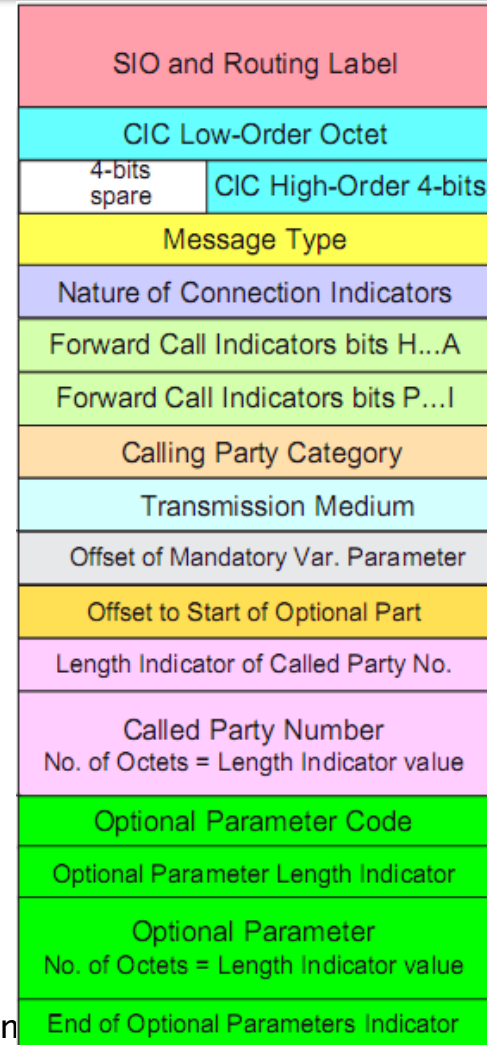 SIO and Routing Label
CIC Low-Order Octet
4-bits
spare
CIC High-Order 4-bits
Message Type
Nature of Connection Indicators
Forward Call Indicators bits H...A
Forward Call Indicators bits P...I
Calling Party Category
Transmission Medium
Offset of Mandatory Var. Parameter
Offset to Start of Optional Part
Length Indicator of Called Party No.
Called Party Number
No. of Octets = Length Indicator value
Optional Parameter Code
Optional Parameter Length Indicator
Optional Parameter
No. of Octets = Length Indicator value
n
End of Optional Parameters Indicator